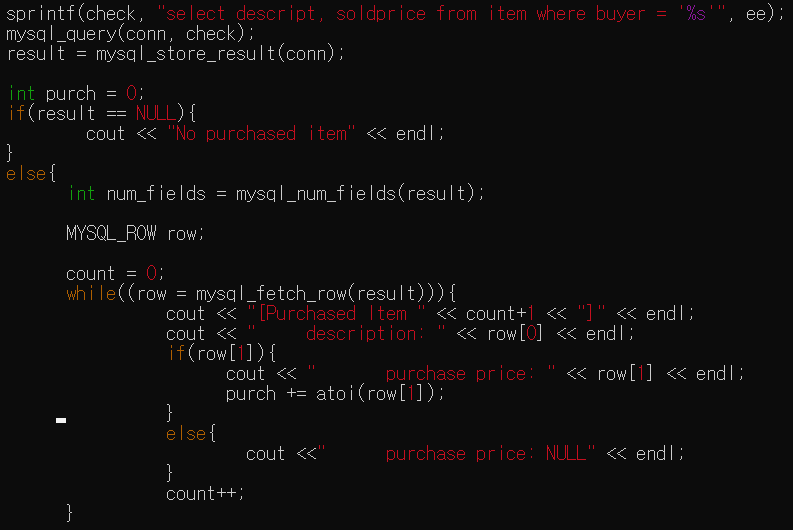 sprintf(check, "select descript, soldprice from item where buyer = '%s'", ee);
mysql_query(conn, check);
result = mysql_store_result(conn);

int purch = 0;
if(result == NULL){
        cout << "No purchased item" << endl;
}
else{
      int num_fields = mysql_num_fields(result);

      MYSQL_ROW row;

      count = 0;
      while((row = mysql_fetch_row(result))){
                cout << "[Purchased Item " << count+1 << "]" << endl;
                cout << "     description: " << row[0] << endl;
                if(row[1]){
                      cout << "       purchase price: " << row[1] << endl;
                      purch += atoi(row[1]);
                }
                else{
                        cout <<"      purchase price: NULL" << endl;
                }
                count++;
      }